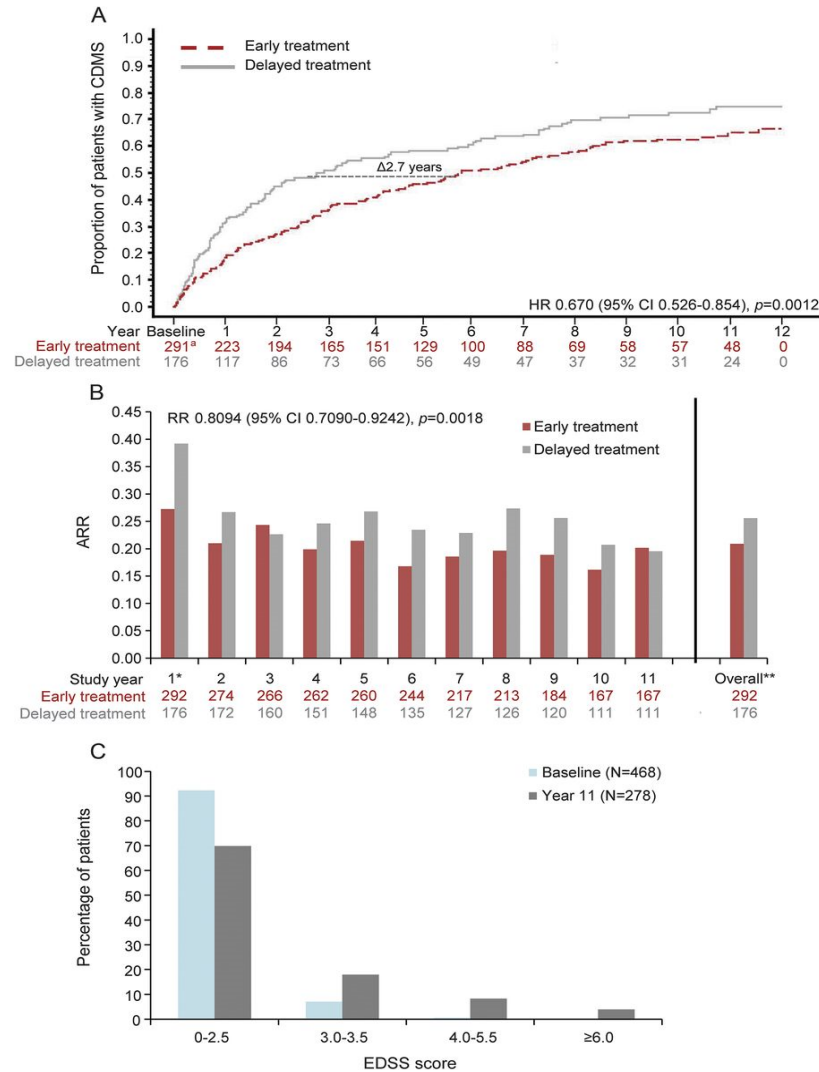 A
1.0
0.9
0.8
0.7
0.6
0.5
0.4
0.3
0.2
0.1
0.0
Proportion of patients with CDMS
Early treatment
Delayed treatment
Δ2.7 years
HR 0.670 (95% CI 0.526-0.854), p=0.0012
Year Baseline 1 2 3 4 5 6 7 8 9 10 11 12
Early treatment 291ª 223 194 165 151 129 100 88 69 58 57 48 0
Delayed treatment 176 117 86 73 66 56 49 47 37 32 31 24 0
B
0.45
0.40
0.35
0.30
0.25
0.20
0.15
0.10
0.05
0.00
ARR
RR 0.8094 (95% CI 0.7090-0.9242), p=0.0018
Early treatment
Delayed treatment
Study year 1* 2 3 4 5 6 7 8 9 10 11 Overall**
Early treatment 292 274 266 262 260 244 217 213 184 167 167 292
Delayed treatment 176 172 160 151 148 135 127 126 120 111 111 176
C
100
90
80
70
60
50
40
30
20
10
0
Percentage of patients
Baseline (N=468)
Year 11 (N=278)
0-2.5 3.0-3.5 4.0-5.5 ≥6.0
EDSS score